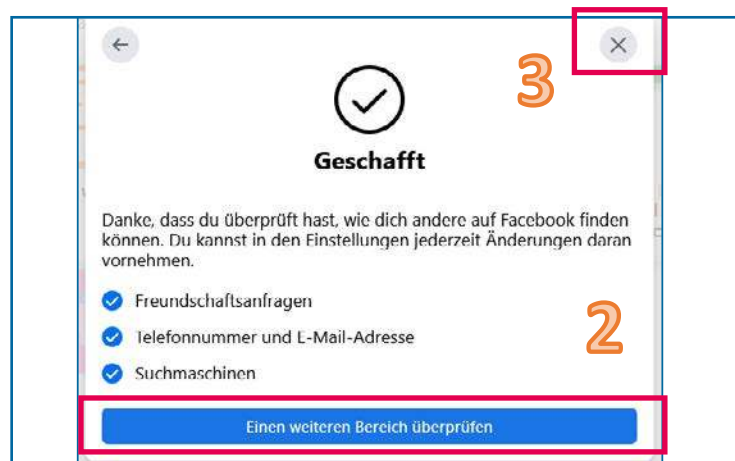 3
Geschafft
Danke, dass du überprüft hast, wie dich andere auf Facebook finden
können. Du kannst in den Einstellungen jederzeit Änderungen daran
vornehmen.
Freundschaftsanfragen
Telefonnummer und E-Mail-Adresse
2
Suchmaschinen
Einen weiteren Bereich überprüfen